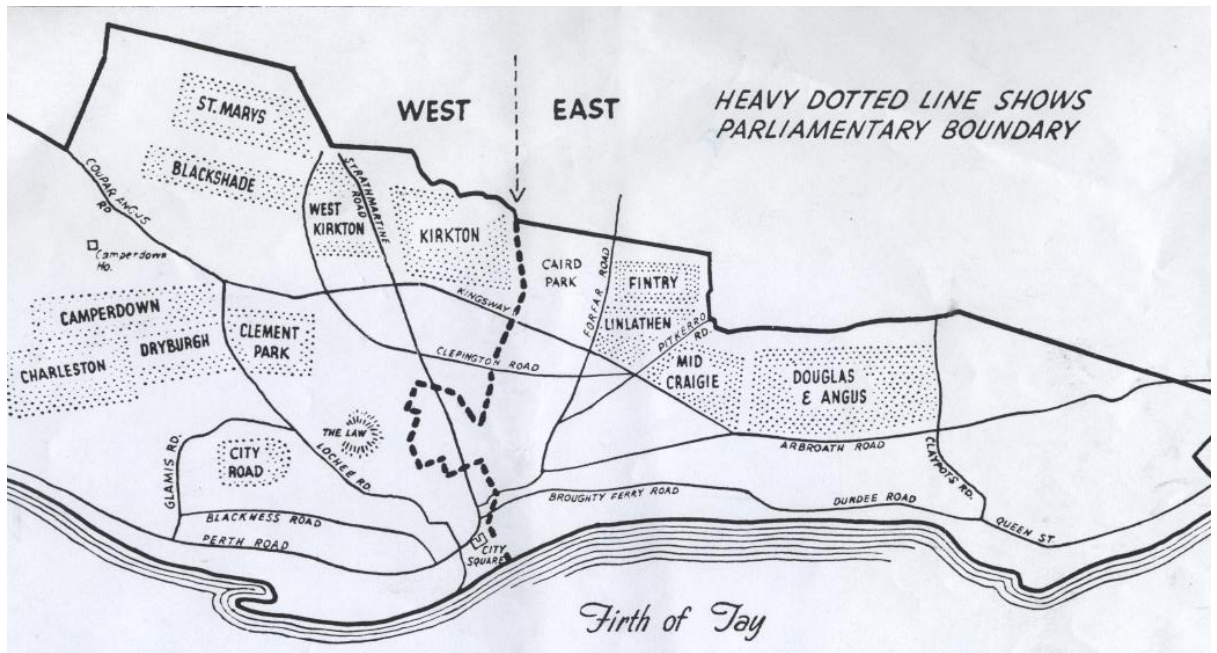 HEAVY DOTTED LINE SHOWS
PARLIAMENTARY BOUNDARY
WEST
EAST
ST. MARYS
BLACKSHADE
STRATHMARTINE
ROAD
COUPAR ANGUS
RD
WEST
KIRKTON
KIRKTON
Camperdown
Ho.
CAIRD
PARK
FORFAR ROAD
FINTRY
LINLATHEN
PITKERRO
RD.
KINGSWAY
CAMPERDOWN
CLEMENT
PARK
DRYBURGH
CHARLESTON
CLEPINGTON ROAD
MID
CRAIGIE
DOUGLAS
& ANGUS
THE LAW
LOCHEE RD.
GLAMIS RD.
CITY
ROAD
ARBROATH ROAD
CLAYPOTS RD.
BROUGHTY FERRY ROAD
DUNDEE ROAD
QUEEN ST
BLACKNESS ROAD
PERTH ROAD
CITY
SQUARE
Firth of Tay